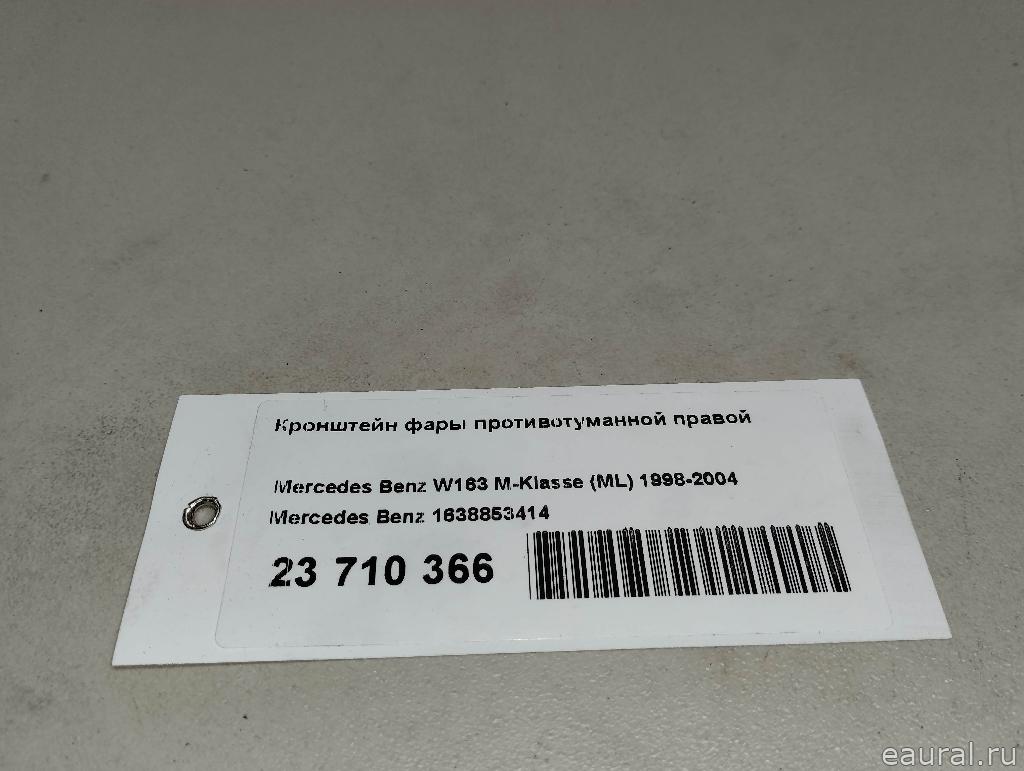 Кронштейн фары противотуманной правой
Mercedes Benz W163 M-Klasse (ML) 1998-2004
Mercedes Benz 1638853414
23 710 366
eaural.ru